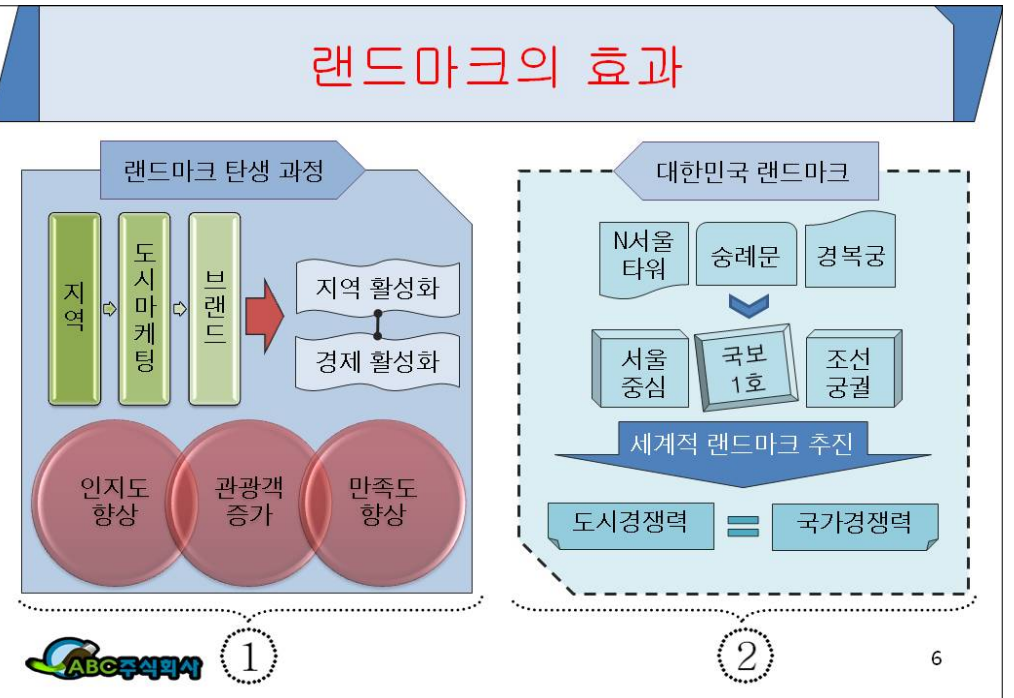 랜드마크의 효과
랜드마크 탄생 과정
지역
도시마케팅
브랜드
지역 활성화
경제 활성화
인지도
향상
관광객
증가
만족도
향상
①
대한민국 랜드마크
N서울
타워
숭례문
경복궁
서울
중심
국보
1호
조선
궁궐
세계적 랜드마크 추진
도시경쟁력
국가경쟁력
②
ABC주식회사
6